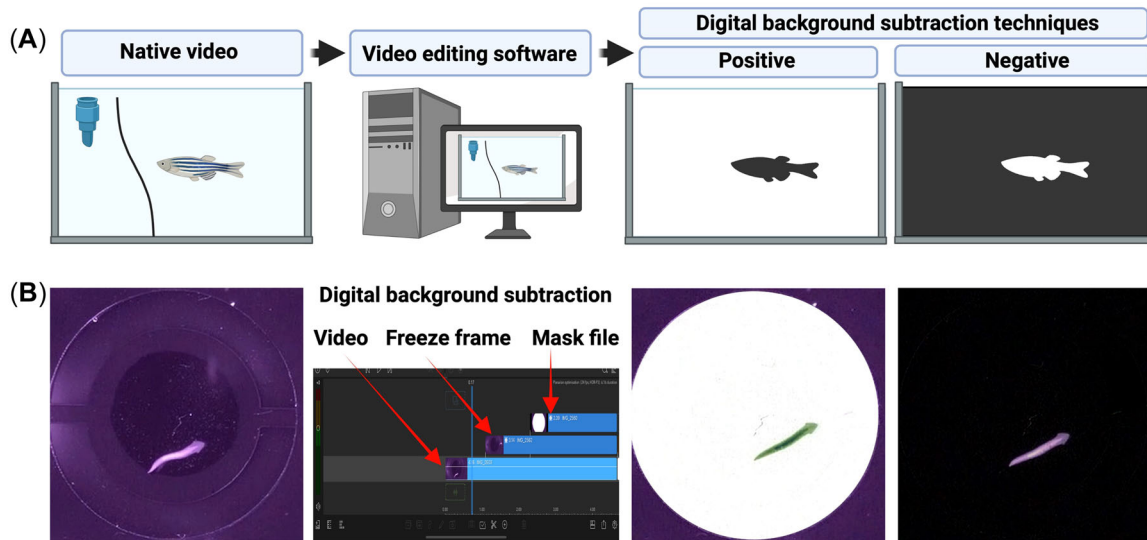 (A)
Native video
Video editing software
Digital background subtraction techniques
Positive
Negative
(B)
Digital background subtraction
Video
Freeze frame
Mask file